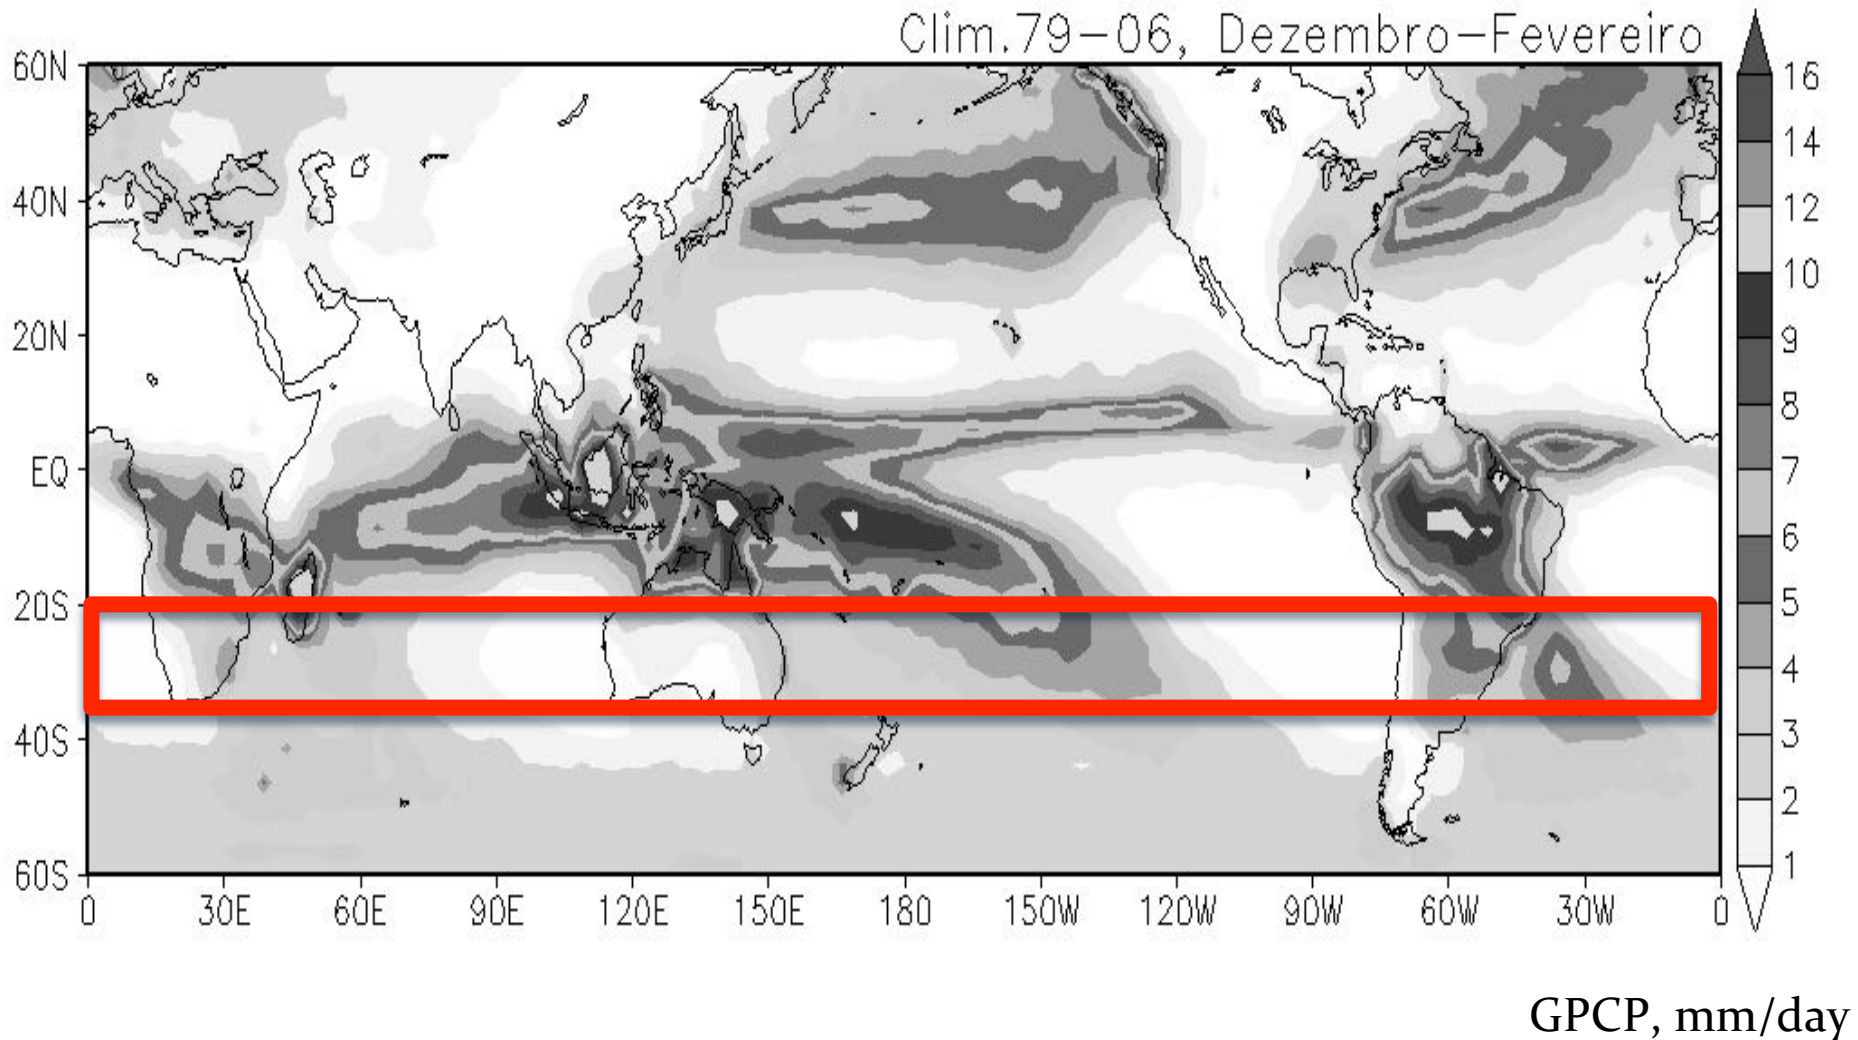 Clim.79-06, Dezembro-Fevereiro
60N
40N
20N
EQ
20S
40S
60S
0 30E 60E 90E 120E 150E 180 150W 120W 90W 60W 30W 0
16
14
12
10
9
8
7
6
5
4
3
2
1
GPCP, mm/day